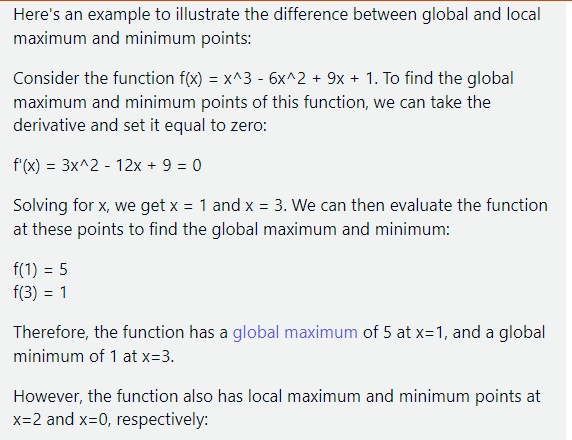 Here's an example to illustrate the difference between global and local
maximum and minimum points:
Consider the function f(x) = x^3 - 6x^2 + 9x + 1. To find the global
maximum and minimum points of this function, we can take the
derivative and set it equal to zero:
f'(x) = 3x^2 - 12x + 9 = 0
Solving for x, we get x = 1 and x = 3. We can then evaluate the function
at these points to find the global maximum and minimum:
f(1) = 5
f(3) = 1
Therefore, the function has a global maximum of 5 at x=1, and a global
minimum of 1 at x=3.
However, the function also has local maximum and minimum points at
x=2 and x=0, respectively: